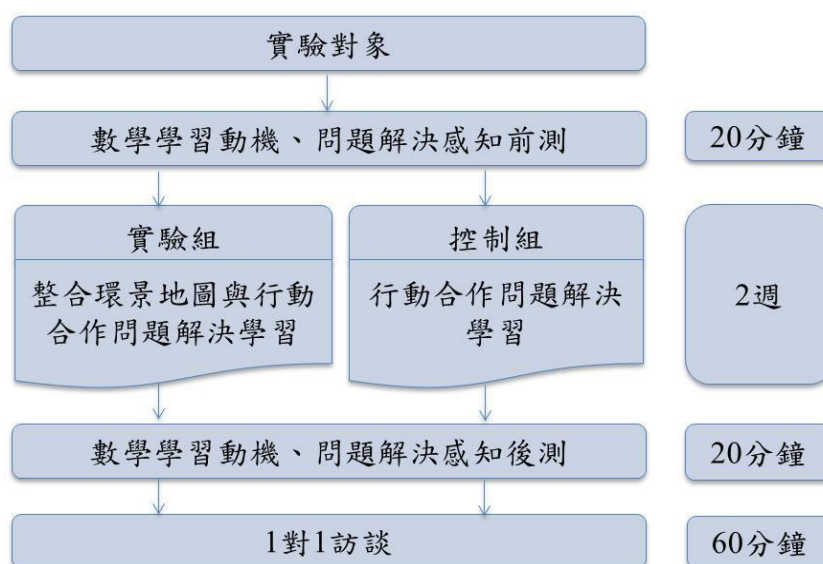 實驗對象
數學學習動機、問題解決感知前測
20分鐘
實驗組
整合環景地圖與行動
合作問題解決學習
控制組
行動合作問題解決
學習
2週
數學學習動機、問題解決感知後測
20分鐘
1對1訪談
60分鐘